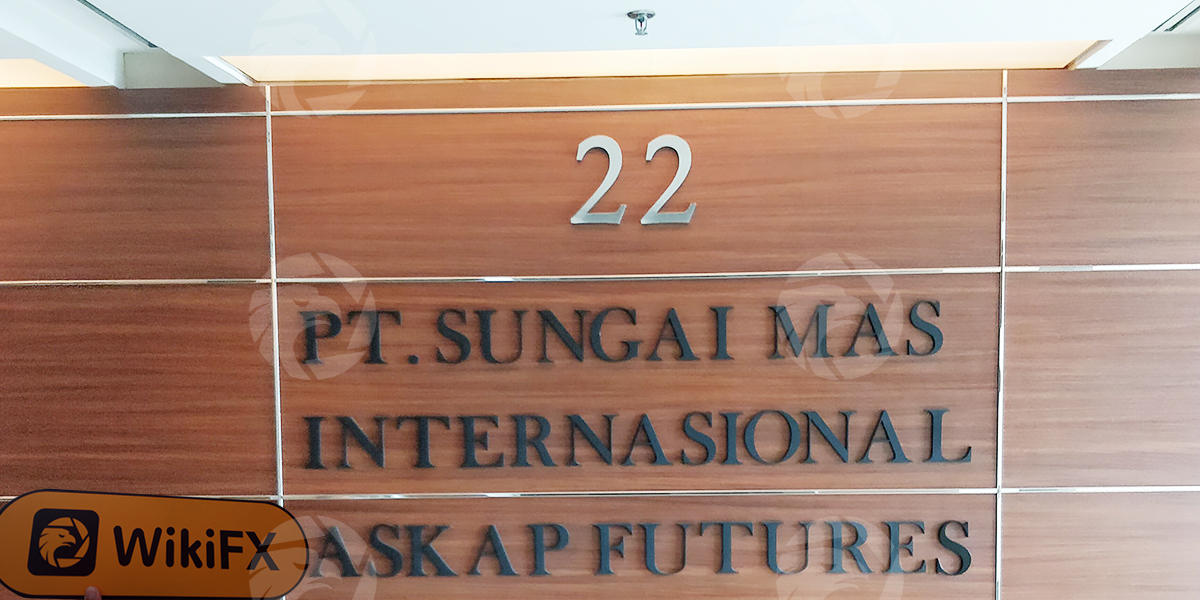 22
PT. SUNGAI MAS
INTERNASIONAL
ASKAP FUTURES
WikiFX